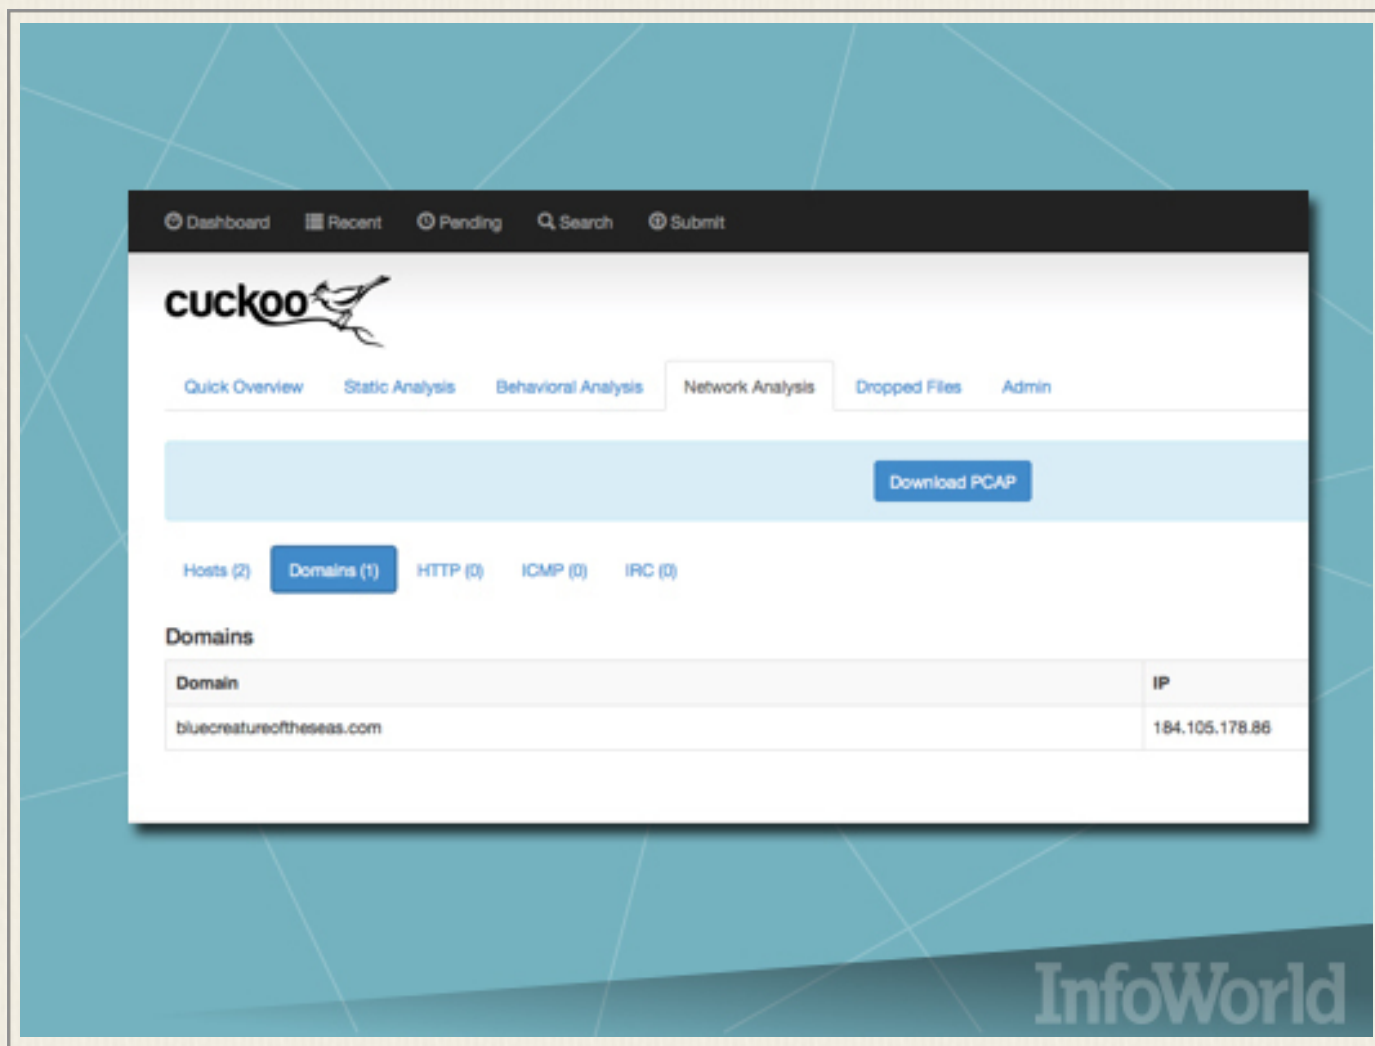 Dashboard Recent Pending Search Submit
cuckoo
Quick Overview Static Analysis Behavioral Analysis Network Analysis Dropped Files Admin
Download PCAP
Hosts (2) Domains (1) HTTP (0) ICMP (0) IRC (0)
Domains
Domain IP
bluecreatureoftheseas.com 184.105.178.86
InfoWorld